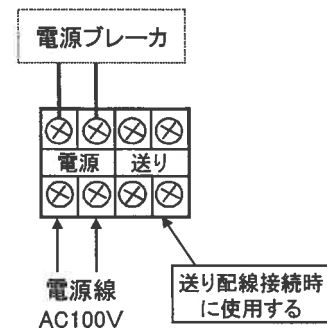 電源ブレーカ
電源
送り
電源線
AC100V
送り配線接続時
に使用する